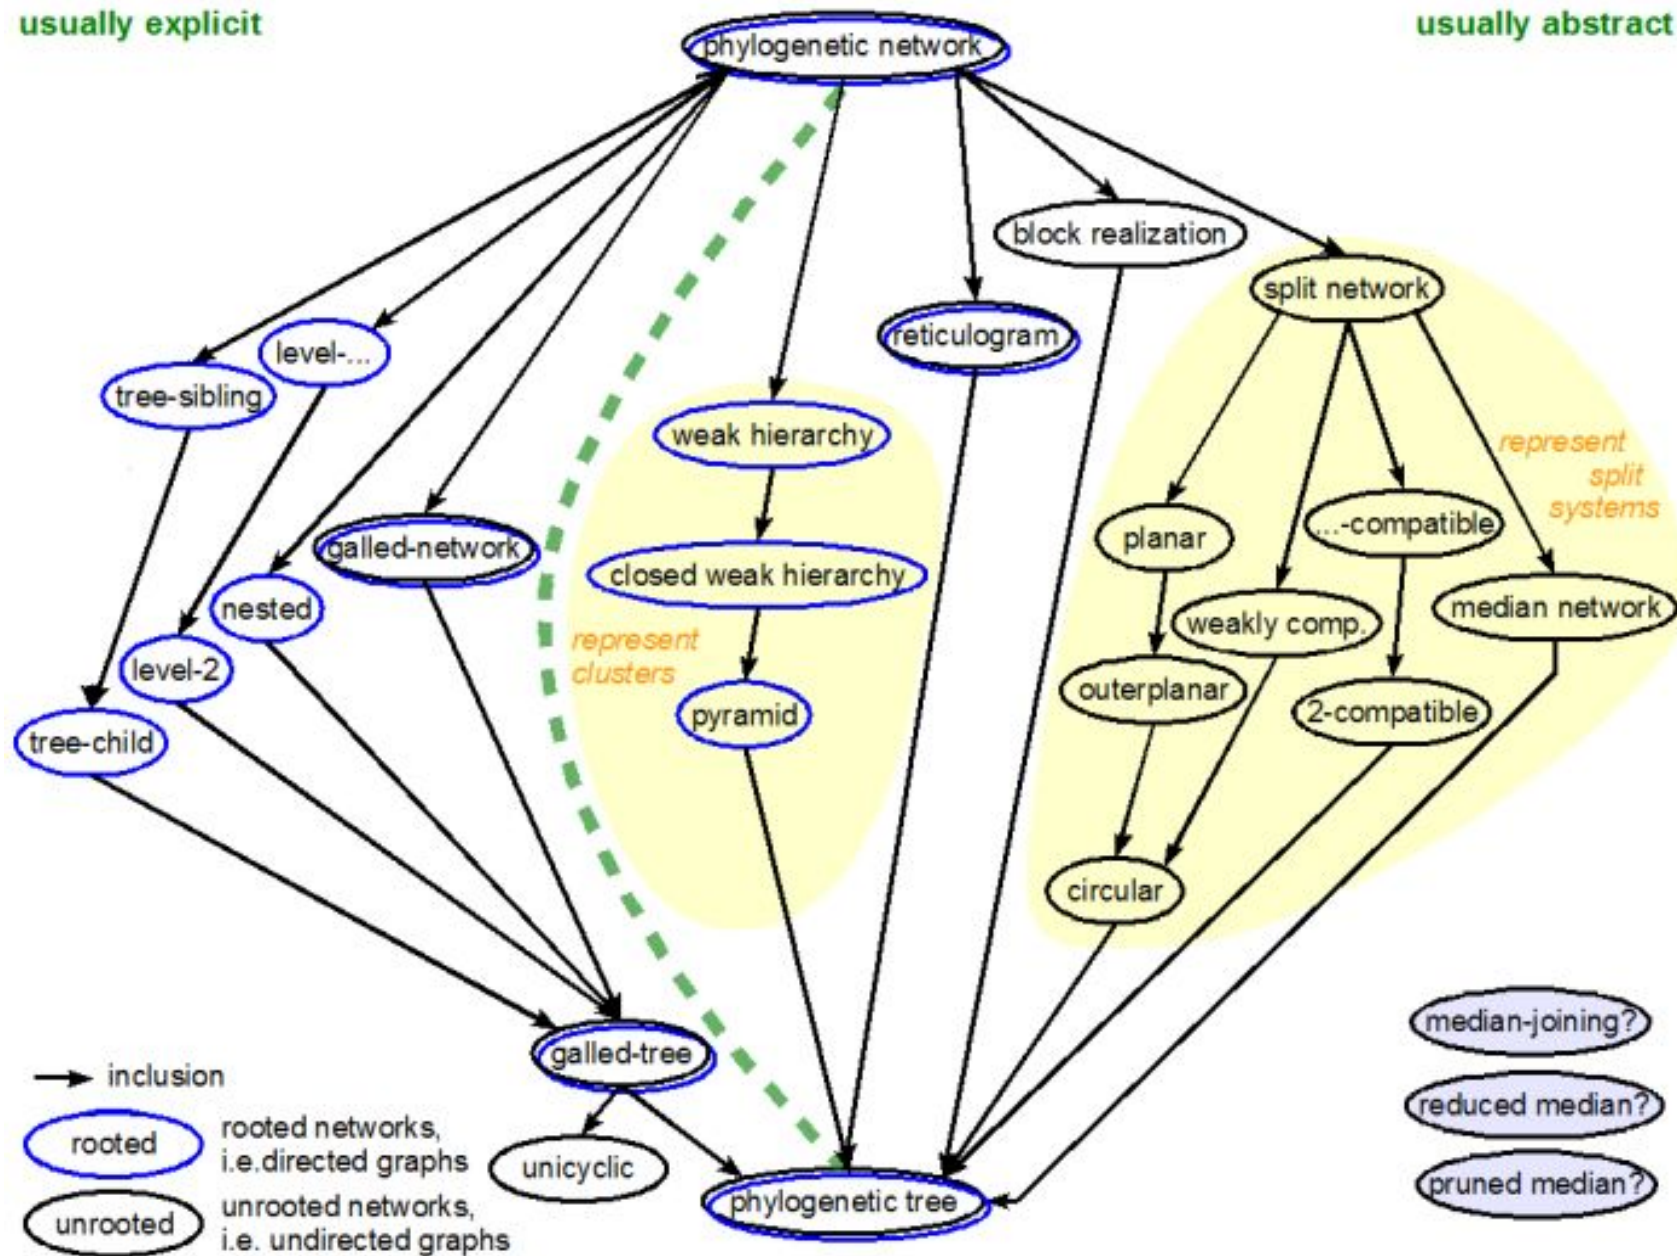 usually explicit
usually abstract
phylogenetic network
block realization
split network
reticulogram
level-...
tree-sibling
weak hierarchy
represent
split
systems
planar
...-compatible
galled-network
closed weak hierarchy
nested
weakly comp.
median network
represent
clusters
level-2
outerplanar
pyramid
2-compatible
tree-child
circular
median-joining?
galled-tree
inclusion
reduced median?
rooted
rooted networks,
i.e.directed graphs
unicyclic
pruned median?
phylogenetic tree
unrooted
unrooted networks,
i.e. undirected graphs